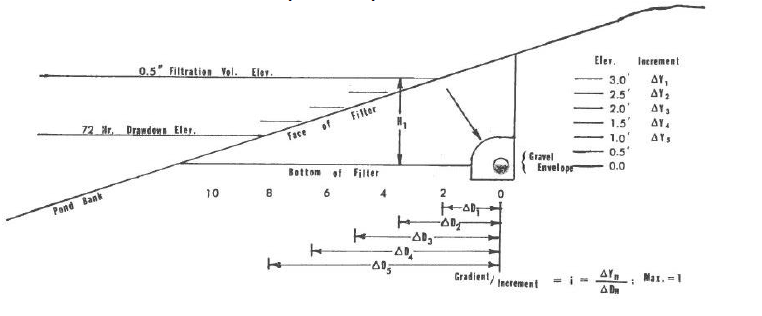 0.5" Filtration Vol. Elev.
72 Hr. Drawdown Elev.
Face of Filter
H1
Bottom of Filter
Pond Bank
Gravel
Envelope
Elev. Increment
3.0' ΔY1
2.5' ΔY2
2.0' ΔY3
1.5' ΔY4
1.0' ΔY5
0.5'
0.0
10 8 6 4 2 0
ΔD1
ΔD2
ΔD3
ΔD4
ΔD5
Gradient/Increment = i = ΔYn/ΔDn ; Max. = 1